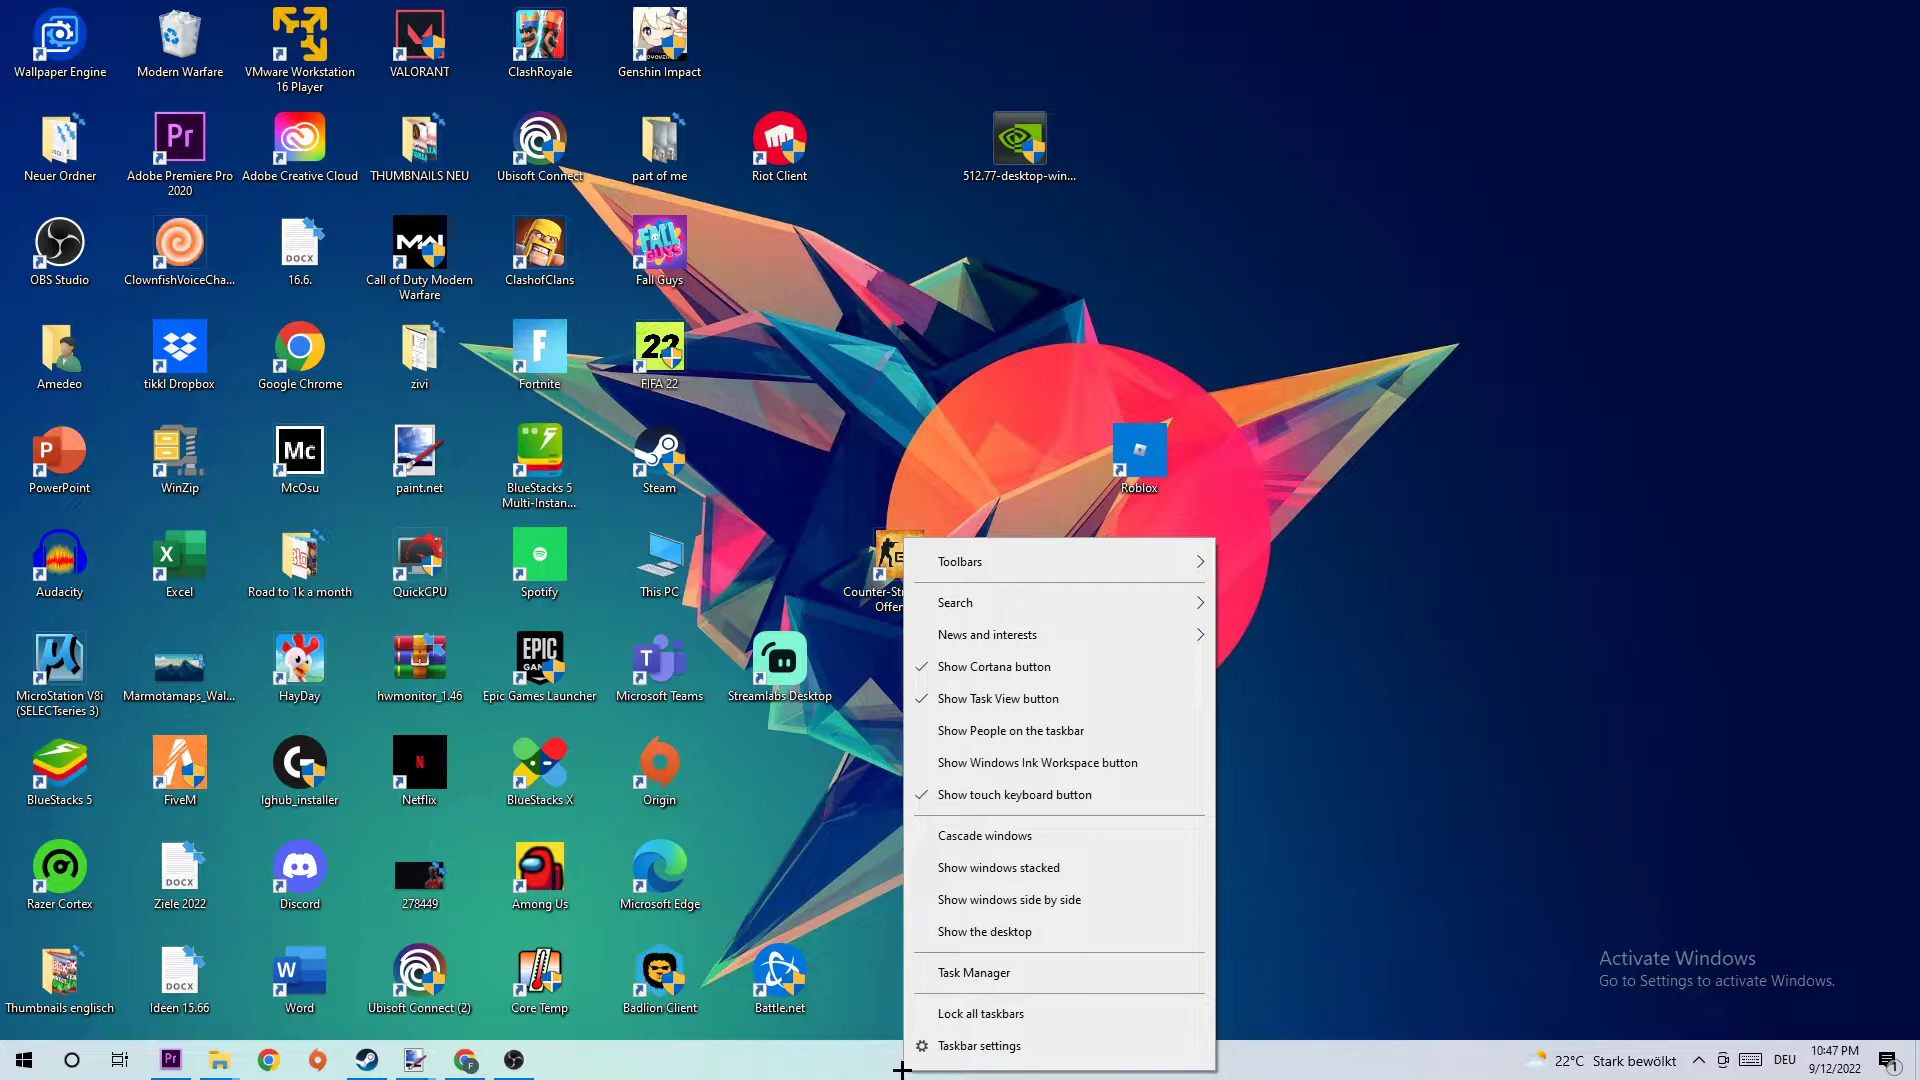 Wallpaper Engine
Modern Warfare
VMware Workstation
16 Player
VALORANT
ClashRoyale
Genshin Impact
Neuer Ordner
Adobe Premiere Pro
2020
Adobe Creative Cloud
THUMBNAILS NEU
Ubisoft Connect
part of me
Riot Client
512.77-desktop-win...
OBS Studio
ClownfishVoiceCha...
DOCX
16.6.
Call of Duty Modern
Warfare
ClashofClans
FALL GUYS
Fall Guys
Amedeo
tikkl Dropbox
Google Chrome
zivi
Fortnite
22
FIFA 22
PowerPoint
WinZip
Mc
McOsu
paint.net
BlueStacks 5
Multi-Instan...
Steam
Roblox
Audacity
Excel
Road to 1k a month
QuickCPU
Spotify
This PC
Counter-St
Offen
MicroStation V8i
(SELECTseries 3)
Marmotamaps_Wal...
HayDay
hwmonitor_1.46
EPIC
Epic Games Launcher
Microsoft Teams
Streamlabs Desktop
BlueStacks 5
FiveM
lghub_installer
Netflix
BlueStacks X
Origin
Razer Cortex
DOCX
Ziele 2022
Discord
278449
Among Us
Microsoft Edge
Thumbnails englisch
DOCX
Ideen 15.66
Word
Ubisoft Connect (2)
Core Temp
Badlion Client
Battle.net
Toolbars
Search
News and interests
Show Cortana button
Show Task View button
Show People on the taskbar
Show Windows Ink Workspace button
Show touch keyboard button
Cascade windows
Show windows stacked
Show windows side by side
Show the desktop
Task Manager
Lock all taskbars
Taskbar settings
Activate Windows
Go to Settings to activate Windows.
22°C Stark bewölkt
DEU
10:47 PM
9/12/2022
1